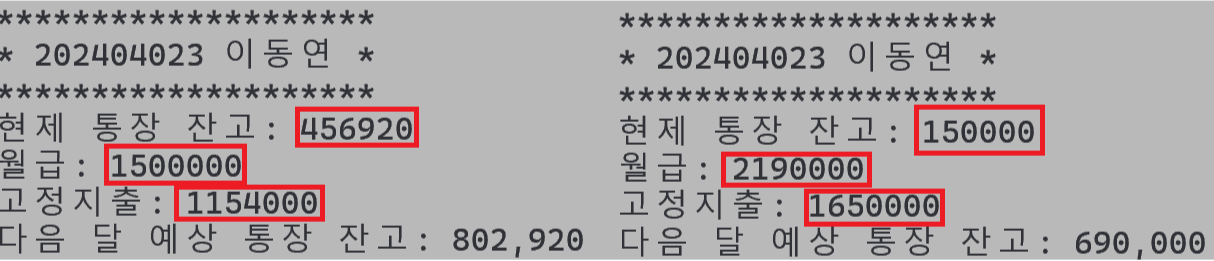 ********************
* 202404023 이동연 *
********************
현제 통장 잔고: 456920
월급: 1500000
고정지출: 1154000
다음 달 예상 통장 잔고: 802,920
********************
* 202404023 이동연 *
********************
현제 통장 잔고: 150000
월급: 2190000
고정지출: 1650000
다음 달 예상 통장 잔고: 690,000